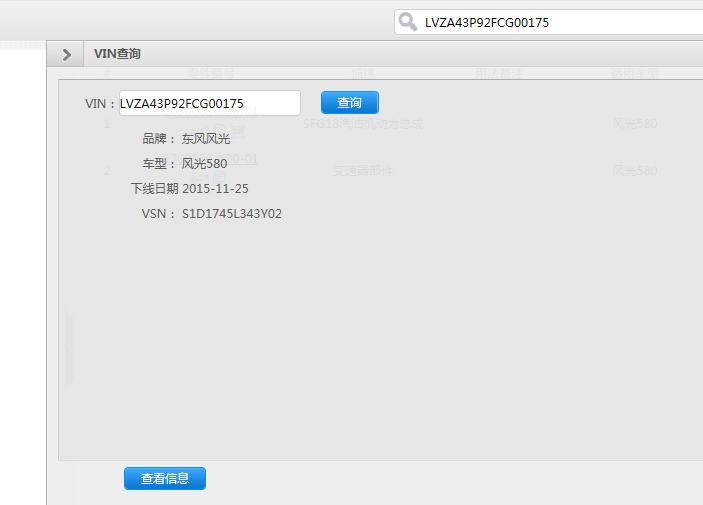 LVZA43P92FCG00175
VIN查询
# 零件编号 描述 用法备注 适用车型
VIN：LVZA43P92FCG00175 查询
1 SFG18汽油机动力总成 风光580
品牌： 东风风光
车型： 风光580
2 变速器部件 风光580
下线日期 2015-11-25
VSN： S1D1745L343Y02
查看信息